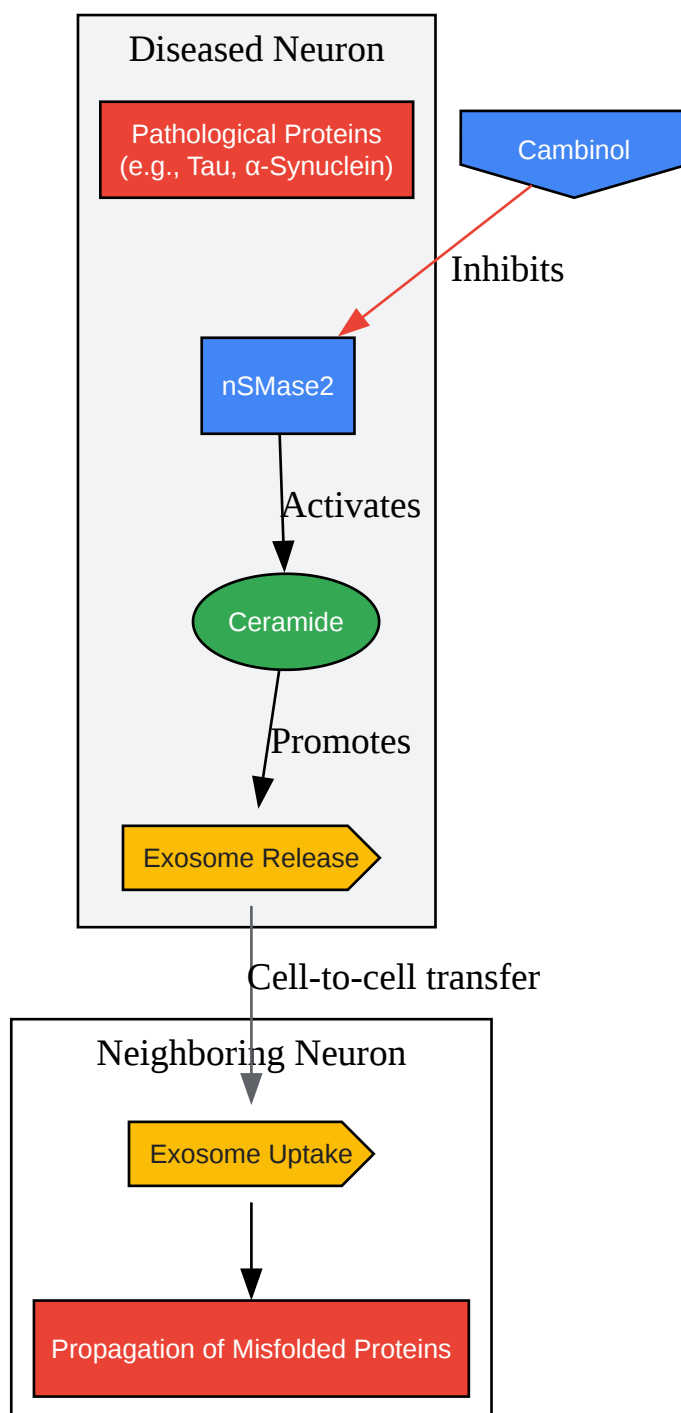 Diseased Neuron
Pathological Proteins
(e.g., Tau, α-Synuclein)
Cambinol
Inhibits
nSMase2
Activates
Ceramide
Promotes
Exosome Release
Cell-to-cell transfer
Neighboring Neuron
Exosome Uptake
Propagation of Misfolded Proteins